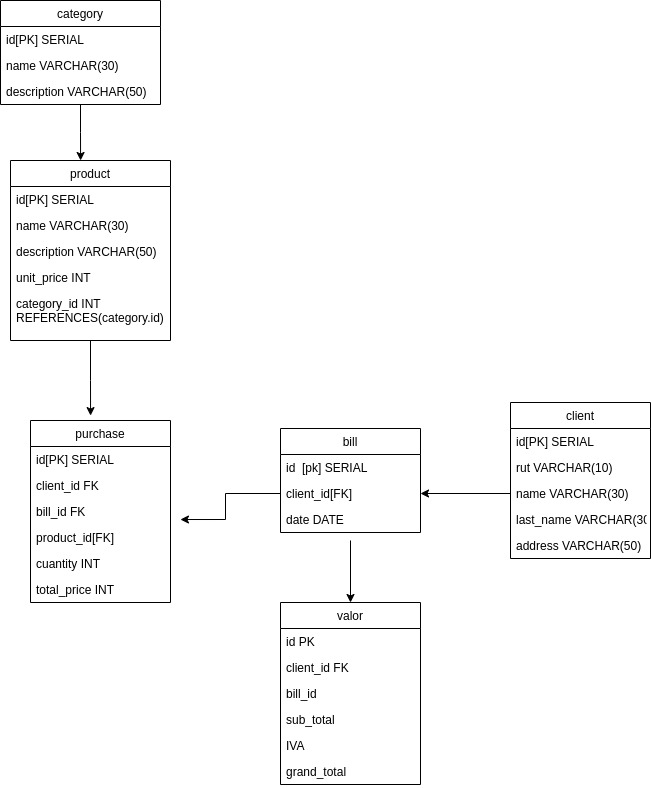 category
id[PK] SERIAL
name VARCHAR(30)
description VARCHAR(50)
product
id[PK] SERIAL
name VARCHAR(30)
description VARCHAR(50)
unit_price INT
category_id INT
REFERENCES(category.id)
purchase
id[PK] SERIAL
client_id FK
bill_id FK
product_id[FK]
cuantity INT
total_price INT
bill
id  [pk] SERIAL
client_id[FK]
date DATE
client
id[PK] SERIAL
rut VARCHAR(10)
name VARCHAR(30)
last_name VARCHAR(30
address VARCHAR(50)
valor
id PK
client_id FK
bill_id
sub_total
IVA
grand_total